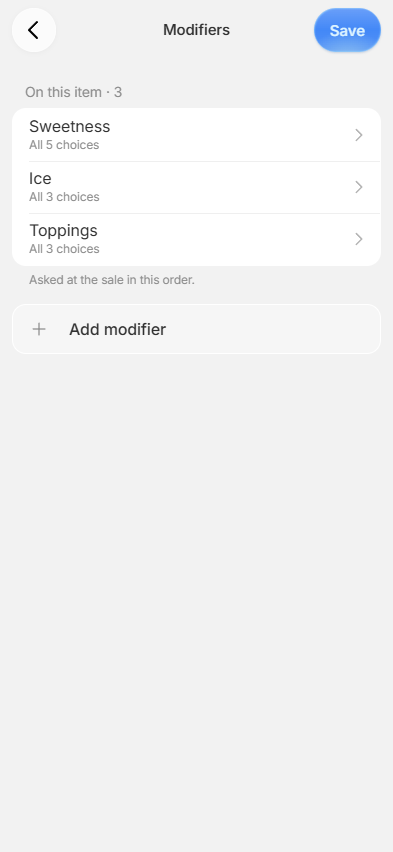 Modifiers
Save
On this item · 3
Sweetness
All 5 choices
Ice
All 3 choices
Toppings
All 3 choices
Asked at the sale in this order.
Add modifier